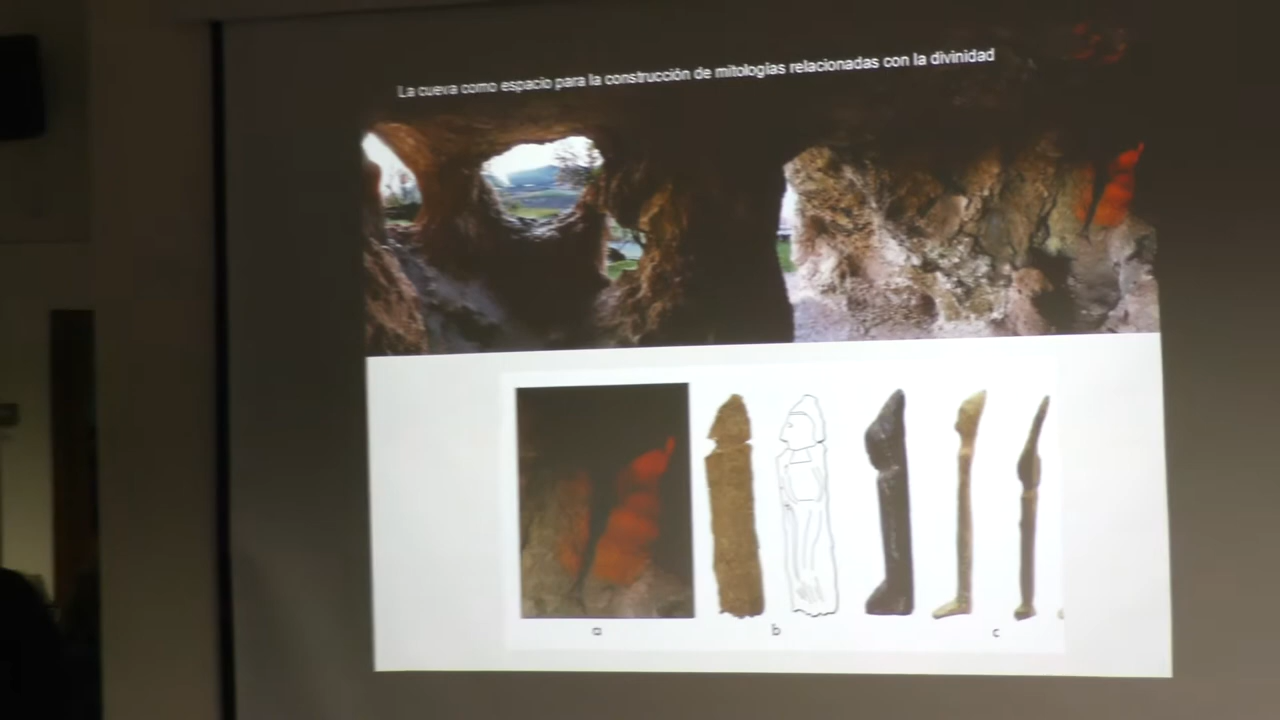 La cueva como espacio para la construcción de mitologías relacionadas con la divinidad
a
b
c